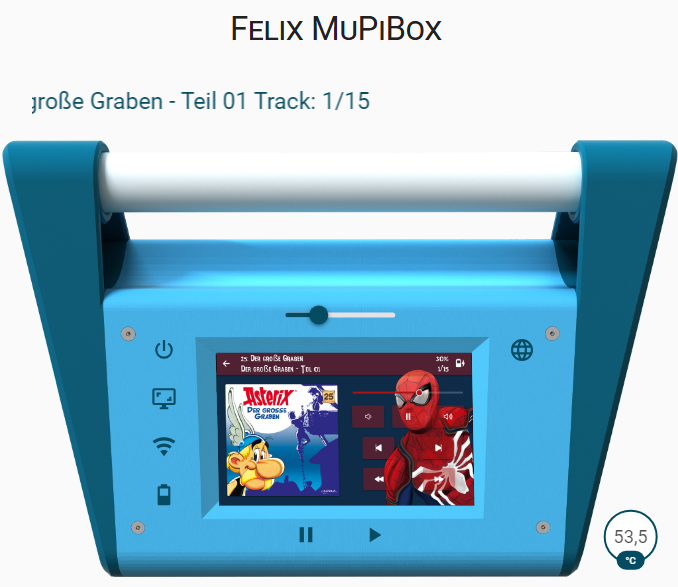 Felix MuPiBox
große Graben - Teil 01 Track: 1/15
25: Der große Graben
30%
Der große Graben - Teil 01
1/15
Asterix
25
DER GROSSE
GRABEN
53,5
°C